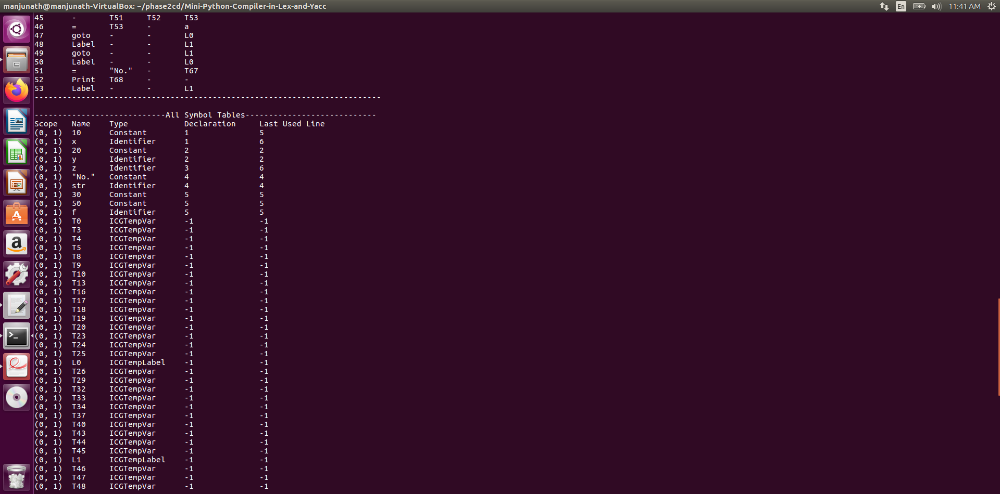 manjunath@manjunath-VirtualBox: ~/phase2cd/Mini-Python-Compiler-in-Lex-and-Yacc En 11:41 AM
45 - T51 T52 T53
46 = T53 - a
47 goto - - L0
48 Label - - L1
49 goto - - L1
50 Label - - L0
51 = "No." - T67
52 Print T68 - -
53 Label - - L1
--------------------------------------------------------------------------
----------------------------All Symbol Tables----------------------------
Scope Name Type Declaration Last Used Line
(0, 1) 10 Constant 1 5
(0, 1) x Identifier 1 6
(0, 1) 20 Constant 2 2
(0, 1) y Identifier 2 2
(0, 1) z Identifier 3 6
(0, 1) "No." Constant 4 4
(0, 1) str Identifier 4 4
(0, 1) 30 Constant 5 5
(0, 1) 50 Constant 5 5
(0, 1) f Identifier 5 5
(0, 1) T0 ICGTempVar -1 -1
(0, 1) T3 ICGTempVar -1 -1
(0, 1) T4 ICGTempVar -1 -1
(0, 1) T5 ICGTempVar -1 -1
(0, 1) T8 ICGTempVar -1 -1
(0, 1) T9 ICGTempVar -1 -1
(0, 1) T10 ICGTempVar -1 -1
(0, 1) T13 ICGTempVar -1 -1
(0, 1) T16 ICGTempVar -1 -1
(0, 1) T17 ICGTempVar -1 -1
(0, 1) T18 ICGTempVar -1 -1
(0, 1) T19 ICGTempVar -1 -1
(0, 1) T20 ICGTempVar -1 -1
(0, 1) T23 ICGTempVar -1 -1
(0, 1) T24 ICGTempVar -1 -1
(0, 1) T25 ICGTempVar -1 -1
(0, 1) L0 ICGTempLabel -1 -1
(0, 1) T26 ICGTempVar -1 -1
(0, 1) T29 ICGTempVar -1 -1
(0, 1) T32 ICGTempVar -1 -1
(0, 1) T33 ICGTempVar -1 -1
(0, 1) T34 ICGTempVar -1 -1
(0, 1) T37 ICGTempVar -1 -1
(0, 1) T40 ICGTempVar -1 -1
(0, 1) T43 ICGTempVar -1 -1
(0, 1) T44 ICGTempVar -1 -1
(0, 1) T45 ICGTempVar -1 -1
(0, 1) L1 ICGTempLabel -1 -1
(0, 1) T46 ICGTempVar -1 -1
(0, 1) T47 ICGTempVar -1 -1
(0, 1) T48 ICGTempVar -1 -1